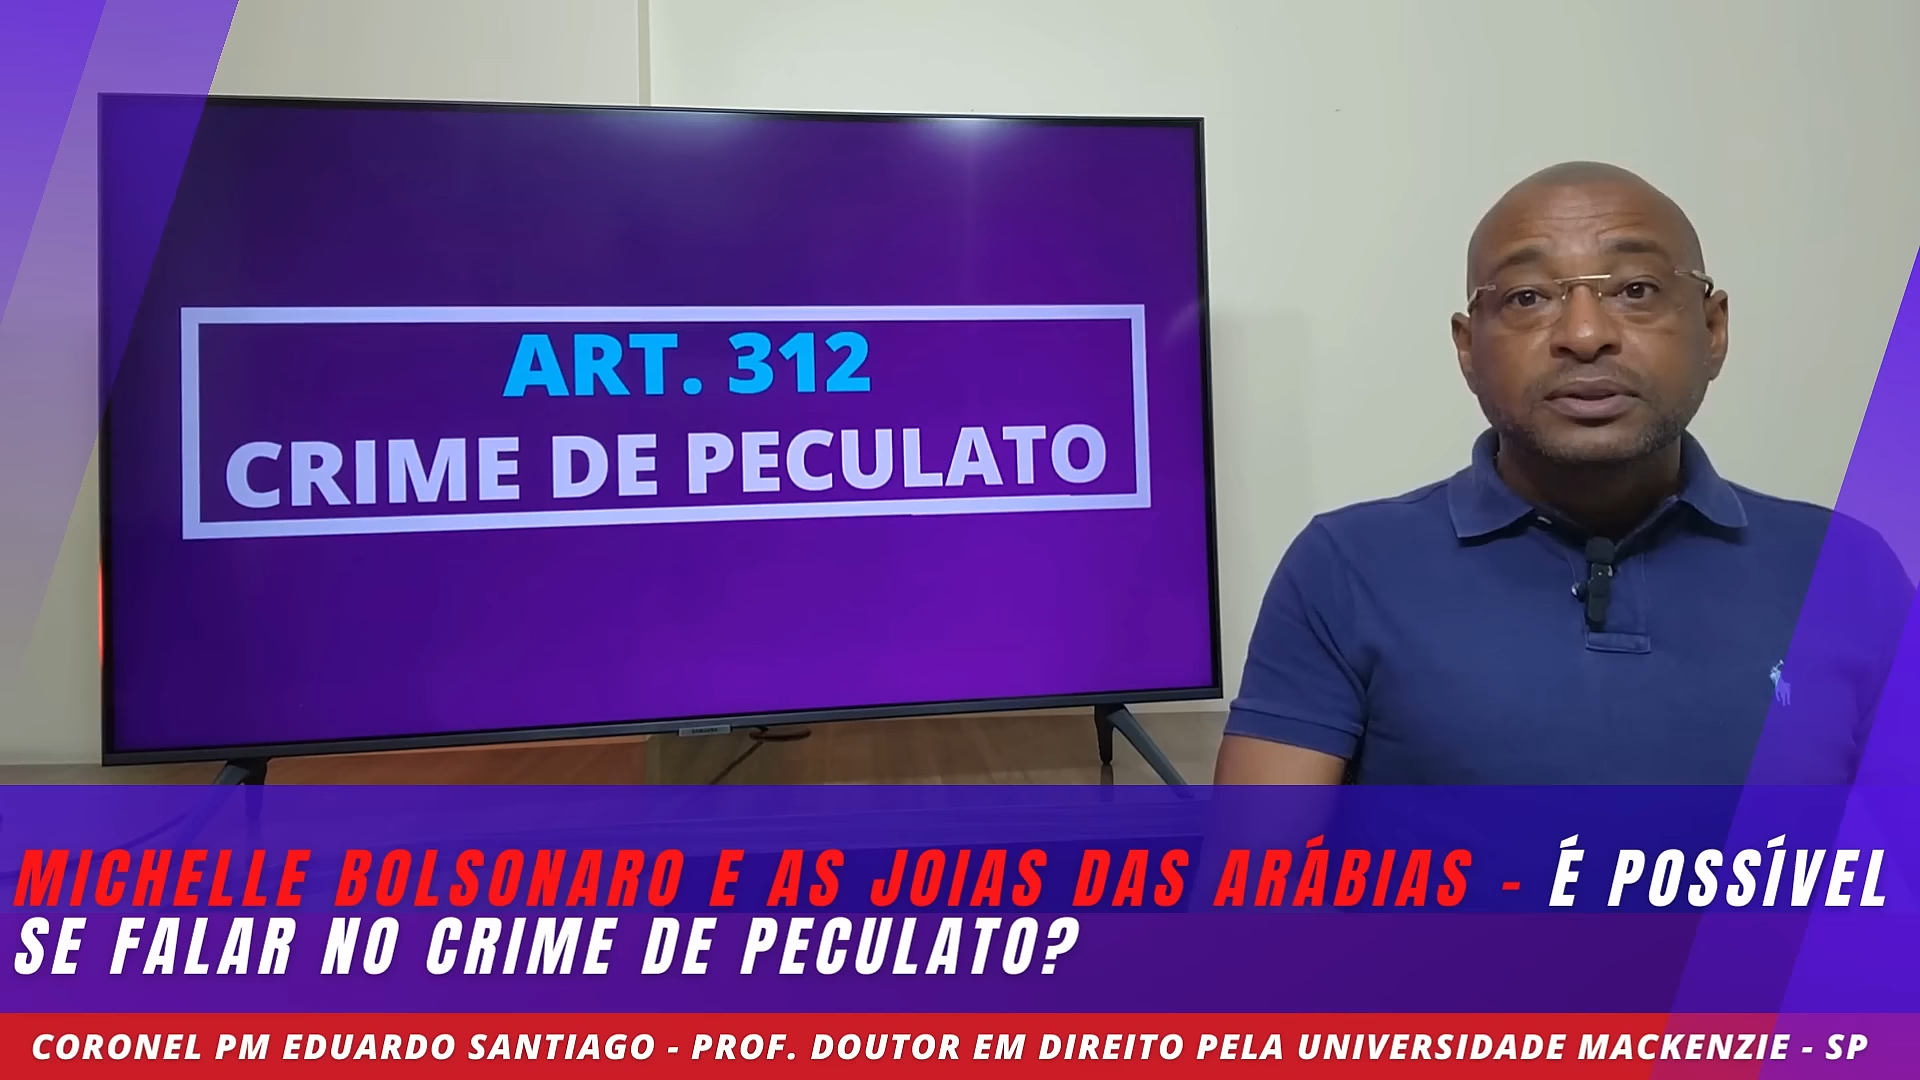 ART. 312
CRIME DE PECULATO
SAMSUNG
MICHELLE BOLSONARO E AS JOIAS DAS ARÁBIAS - É POSSÍVEL
SE FALAR NO CRIME DE PECULATO?
CORONEL PM EDUARDO SANTIAGO - PROF. DOUTOR EM DIREITO PELA UNIVERSIDADE MACKENZIE - SP